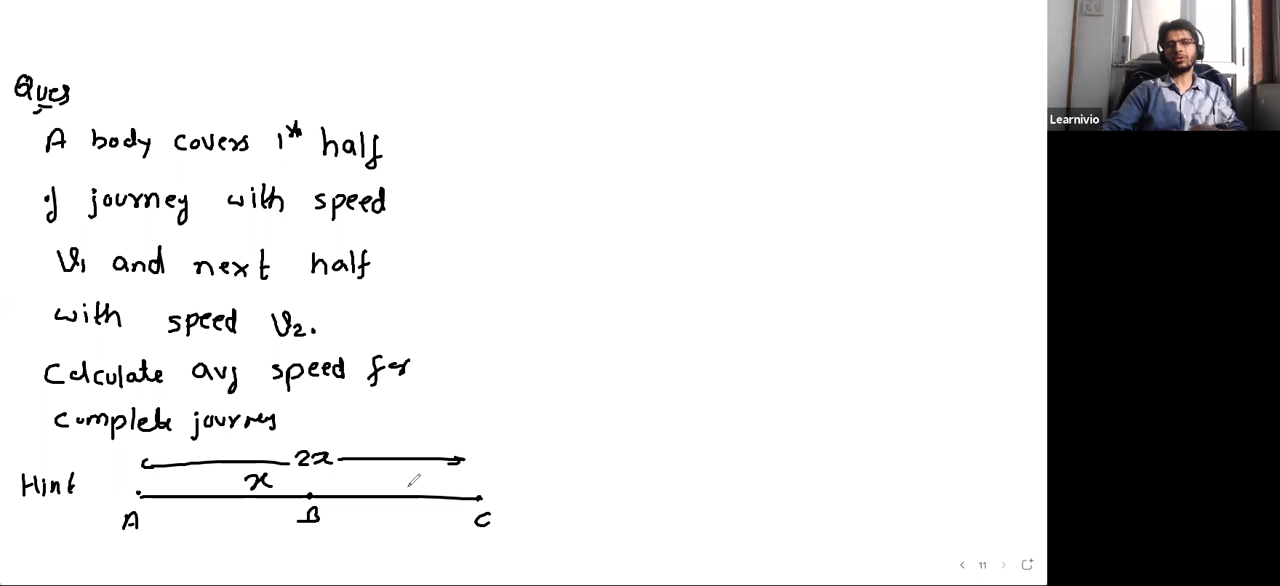 Ques
A body covers 1st half
of journey with speed
v1 and next half
with speed v2.
Calculate avg speed for
complete journey
2x
Hint x
A B C
Learnivio
11